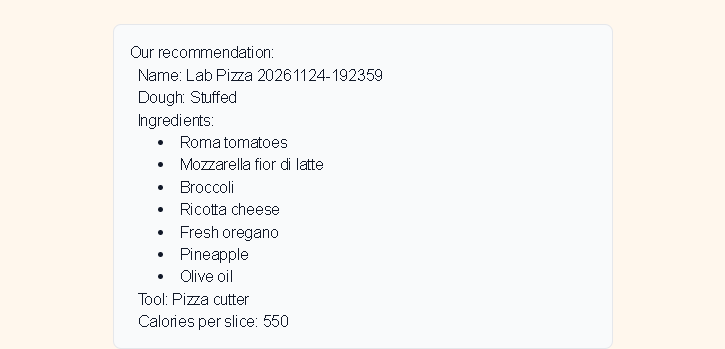 Our recommendation:
Name: Lab Pizza 20261124-192359
Dough: Stuffed
Ingredients:
• Roma tomatoes
• Mozzarella fior di latte
• Broccoli
• Ricotta cheese
• Fresh oregano
• Pineapple
• Olive oil
Tool: Pizza cutter
Calories per slice: 550